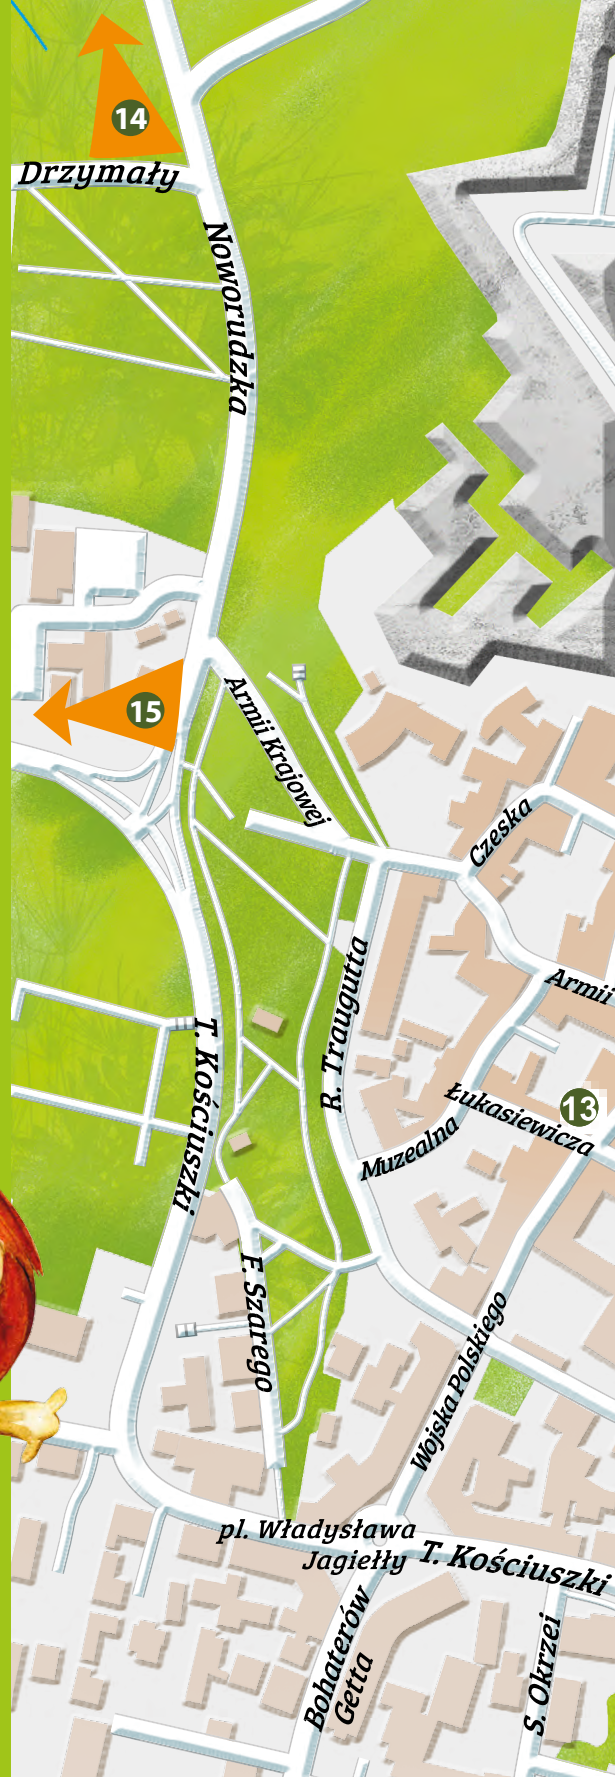 14
Drzymały
Noworudzka
15
Armii Krajowej
Czeska
R. Traugutta
Armii
T. Kościuszki
Łukasiewicza
13
Muzealna
F. Szarego
Wojska Polskiego
pl. Władysława
Jagiełły
T. Kościuszki
Bohaterów
Getta
S. Okrzei